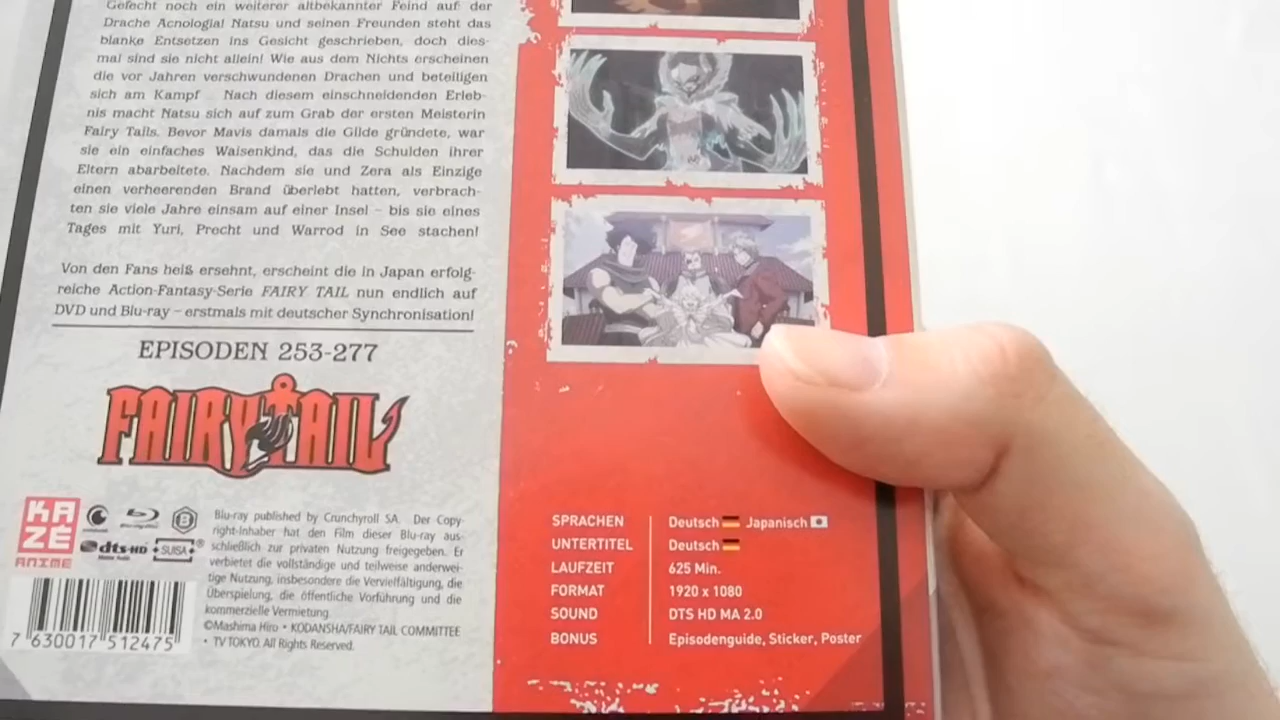 Gefecht noch ein weiterer altbekannter Feind auf: der
Drache Acnologia! Natsu und seinen Freunden steht das
blanke Entsetzen ins Gesicht geschrieben, doch dies-
mal sind sie nicht allein! Wie aus dem Nichts erscheinen
die vor Jahren verschwundenen Drachen und beteiligen
sich am Kampf ... Nach diesem einschneidenden Erleb-
nis macht Natsu sich auf zum Grab der ersten Meisterin
Fairy Tails. Bevor Mavis damals die Gilde gründete, war
sie ein einfaches Waisenkind, das die Schulden ihrer
Eltern abarbeitete. Nachdem sie und Zera als Einzige
einen verheerenden Brand überlebt hatten, verbrach-
ten sie viele Jahre einsam auf einer Insel – bis sie eines
Tages mit Yuri, Precht und Warrod in See stachen!
Von den Fans heiß ersehnt, erscheint die in Japan erfolg-
reiche Action-Fantasy-Serie FAIRY TAIL nun endlich auf
DVD und Blu-ray – erstmals mit deutscher Synchronisation!
EPISODEN 253-277
FAIRY TAIL
KAZÉ
ANIME
crunchyroll
Blu-ray Disc
B
dts-HD
Master Audio
SUISA
Blu-ray published by Crunchyroll SA. Der Copy-
right-Inhaber hat den Film dieser Blu-ray aus-
schließlich zur privaten Nutzung freigegeben. Er
verbietet die vollständige und teilweise anderwei-
tige Nutzung, insbesondere die Vervielfältigung, die
Überspielung, die öffentliche Vorführung und die
kommerzielle Vermietung.
©Mashima Hiro • KODANSHA/FAIRY TAIL COMMITTEE
• TV TOKYO. All Rights Reserved.
7 630017 512475
SPRACHEN Deutsch Japanisch
UNTERTITEL Deutsch
LAUFZEIT 625 Min.
FORMAT 1920 x 1080
SOUND DTS HD MA 2.0
BONUS Episodenguide, Sticker, Poster